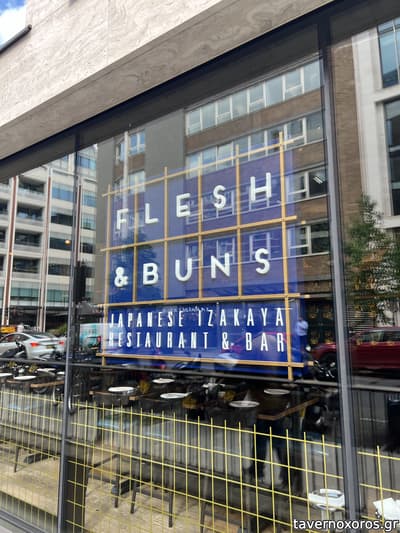 FLESH
& BUNS
JAPANESE IZAKAYA
RESTAURANT & BAR
tavernoxoros.gr